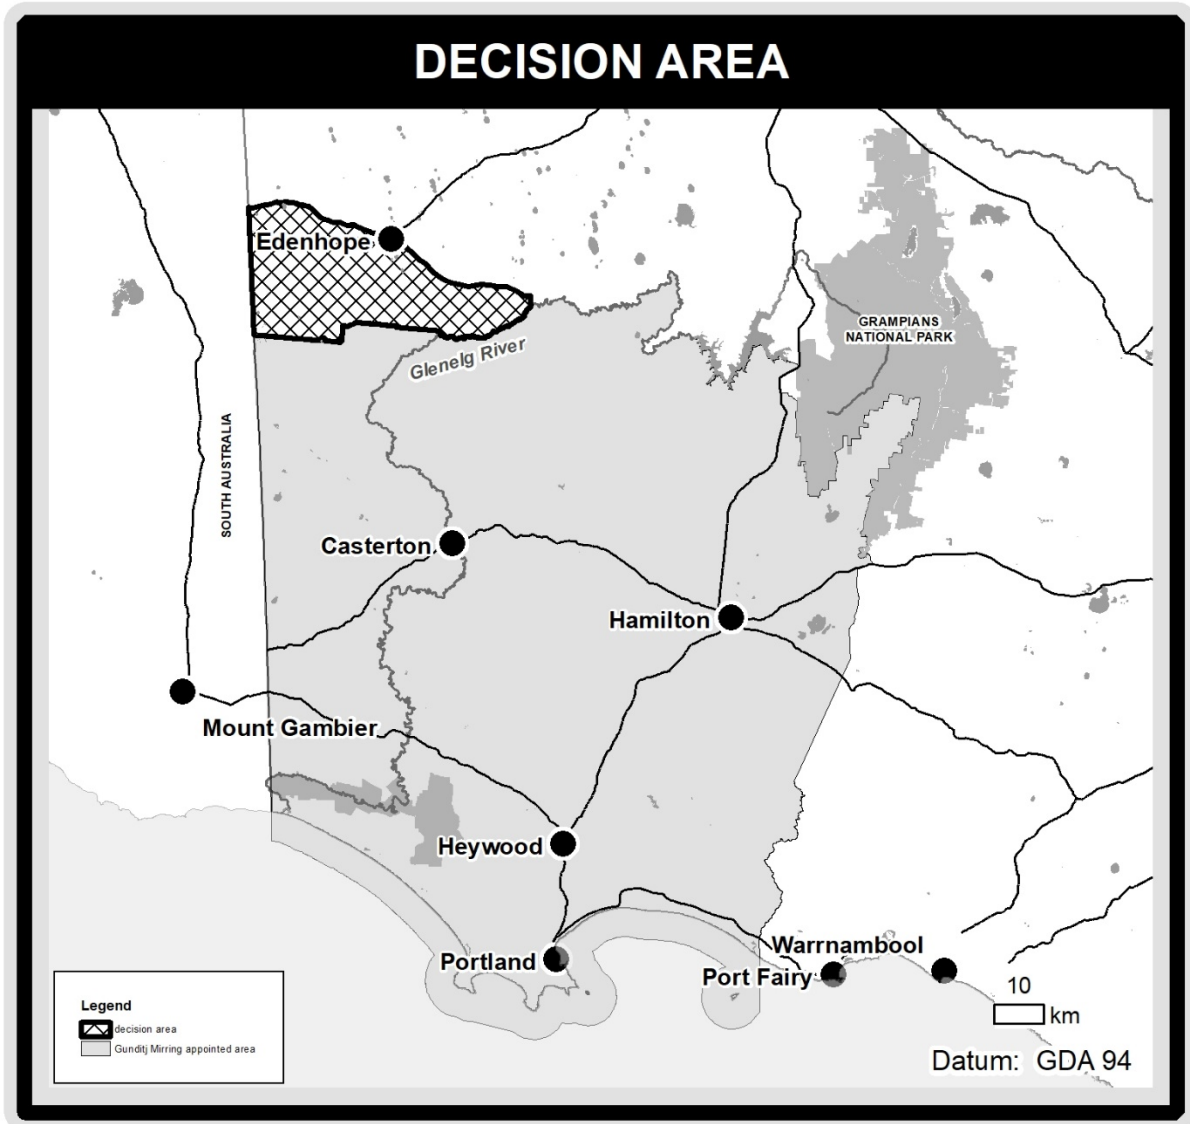 DECISION AREA
Edenhope
GRAMPIANS
NATIONAL PARK
Glenelg River
SOUTH AUSTRALIA
Casterton
Hamilton
Mount Gambier
Heywood
Warrnambool
Portland
Port Fairy
10
km
Datum: GDA 94
Legend
decision area
Gunditj Mirring appointed area